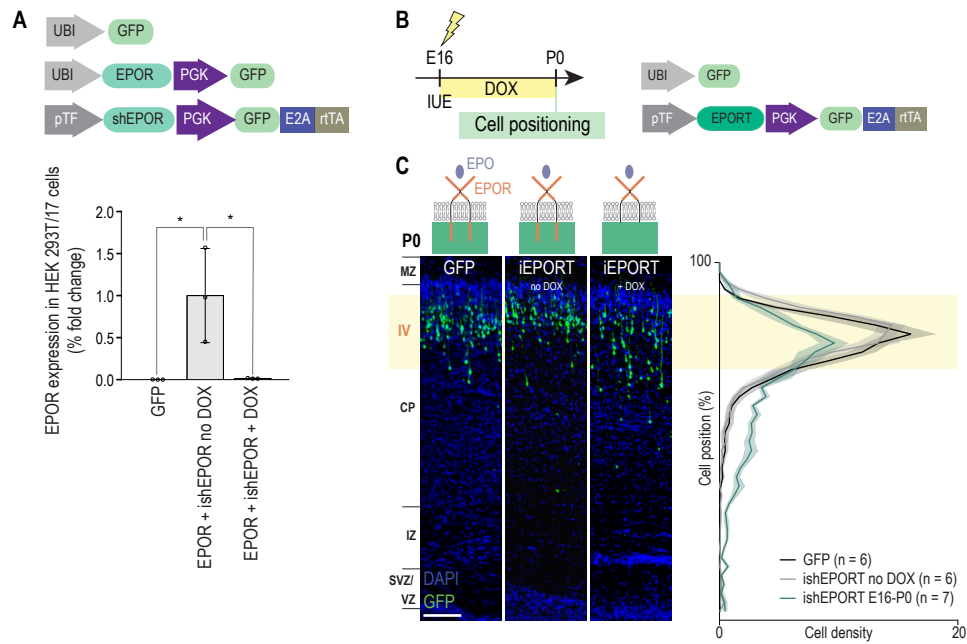 A
UBI GFP
UBI EPOR PGK GFP
pTF shEPOR PGK GFP E2A rtTA
EPOR expression in HEK 293T/17 cells
(% fold change)
2.0
1.5
1.0
0.5
0.0
* *
GFP
EPOR + ishEPOR no DOX
EPOR + ishEPOR + DOX
B
E16 P0
DOX
IUE
Cell positioning
UBI GFP
pTF EPORT PGK GFP E2A rtTA
C
EPO
EPOR
P0
GFP
iEPORT
no DOX
iEPORT
+ DOX
MZ
IV
CP
IZ
SVZ/
VZ
DAPI
GFP
100
Cell position (%)
0
0 20
Cell density
GFP (n = 6)
ishEPORT no DOX (n = 6)
ishEPORT E16-P0 (n = 7)